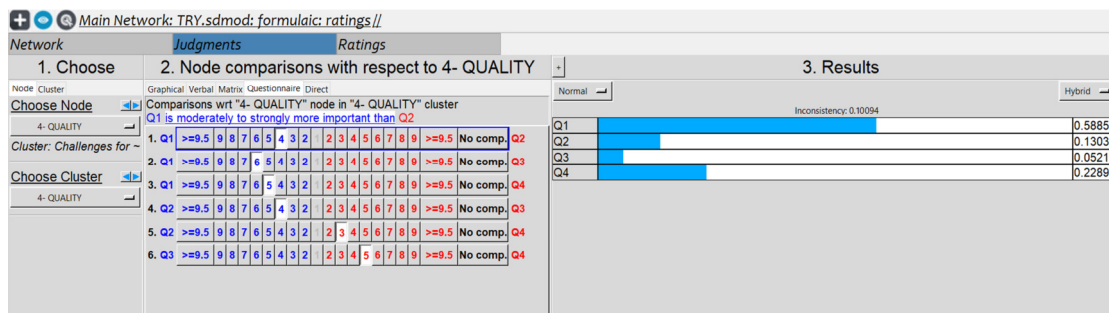 Main Network: TRY.sdmod: formulaic: ratings//
Network Judgments Ratings
1. Choose
Node Cluster
Choose Node
4- QUALITY
Cluster: Challenges for ~
Choose Cluster
4- QUALITY
2. Node comparisons with respect to 4- QUALITY
Graphical Verbal Matrix Questionnaire Direct
Comparisons wrt "4- QUALITY" node in "4- QUALITY" cluster
Q1 is moderately to strongly more important than Q2
1. Q1 >=9.5 9 8 7 6 5 4 3 2 1 2 3 4 5 6 7 8 9 >=9.5 No comp. Q2
2. Q1 >=9.5 9 8 7 6 5 4 3 2 1 2 3 4 5 6 7 8 9 >=9.5 No comp. Q3
3. Q1 >=9.5 9 8 7 6 5 4 3 2 1 2 3 4 5 6 7 8 9 >=9.5 No comp. Q4
4. Q2 >=9.5 9 8 7 6 5 4 3 2 1 2 3 4 5 6 7 8 9 >=9.5 No comp. Q3
5. Q2 >=9.5 9 8 7 6 5 4 3 2 1 2 3 4 5 6 7 8 9 >=9.5 No comp. Q4
6. Q3 >=9.5 9 8 7 6 5 4 3 2 1 2 3 4 5 6 7 8 9 >=9.5 No comp. Q4
+ 3. Results
Normal Hybrid
Inconsistency: 0.10094
Q1 0.5885
Q2 0.1303
Q3 0.0521
Q4 0.2289